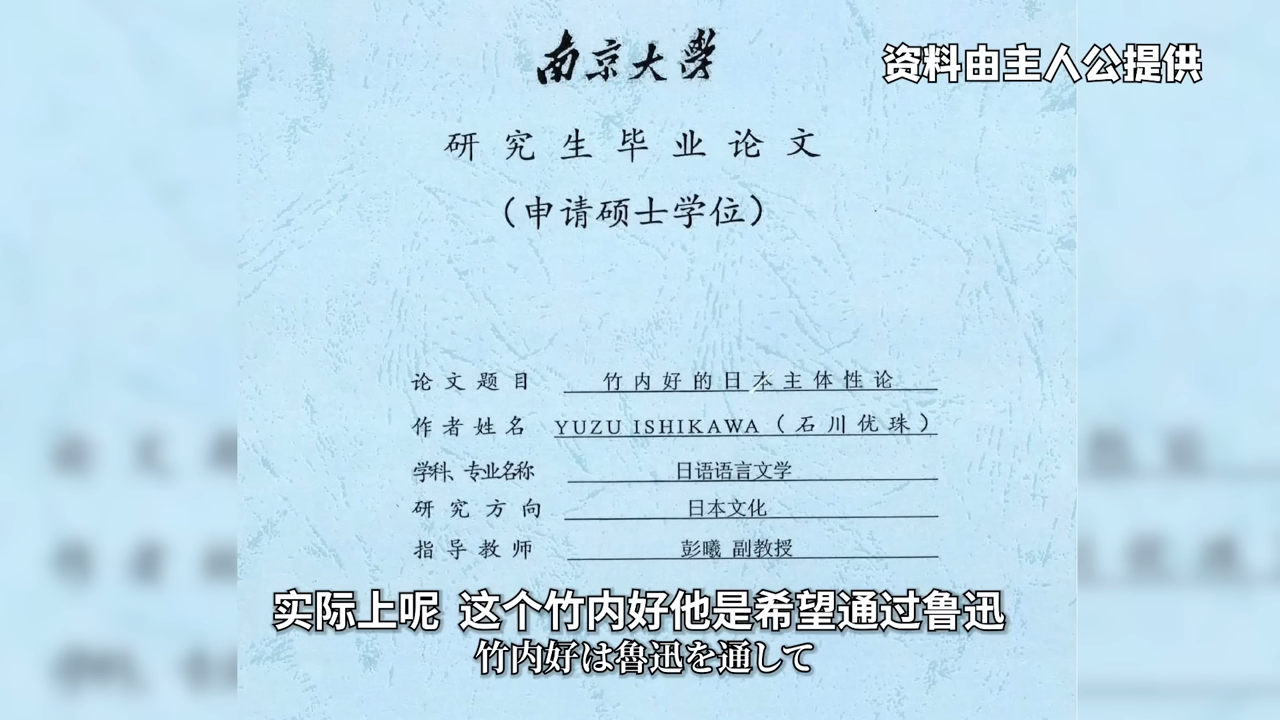 南京大學
资料由主人公提供
研究生毕业论文
（申请硕士学位）
论文题目 竹内好的日本主体性论
作者姓名 YUZU ISHIKAWA（石川优珠）
学科、专业名称 日语语言文学
研究方向 日本文化
指导教师 彭曦 副教授
实际上呢 这个竹内好他是希望通过鲁迅
竹内好は魯迅を通して